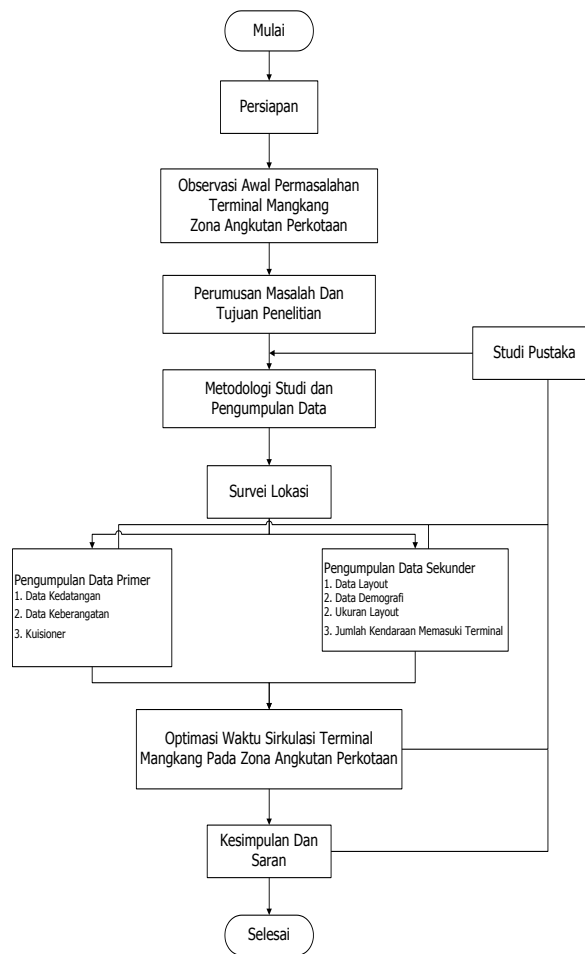 Mulai
Persiapan
Observasi Awal Permasalahan
Terminal Mangkang
Zona Angkutan Perkotaan
Perumusan Masalah Dan
Tujuan Penelitian
Studi Pustaka
Metodologi Studi dan
Pengumpulan Data
Survei Lokasi
Pengumpulan Data Primer
1. Data Kedatangan
2. Data Keberangatan
3. Kuisioner
Pengumpulan Data Sekunder
1. Data Layout
2. Data Demografi
2. Ukuran Layout
3. Jumlah Kendaraan Memasuki Terminal
Optimasi Waktu Sirkulasi Terminal
Mangkang Pada Zona Angkutan Perkotaan
Kesimpulan Dan
Saran
Selesai